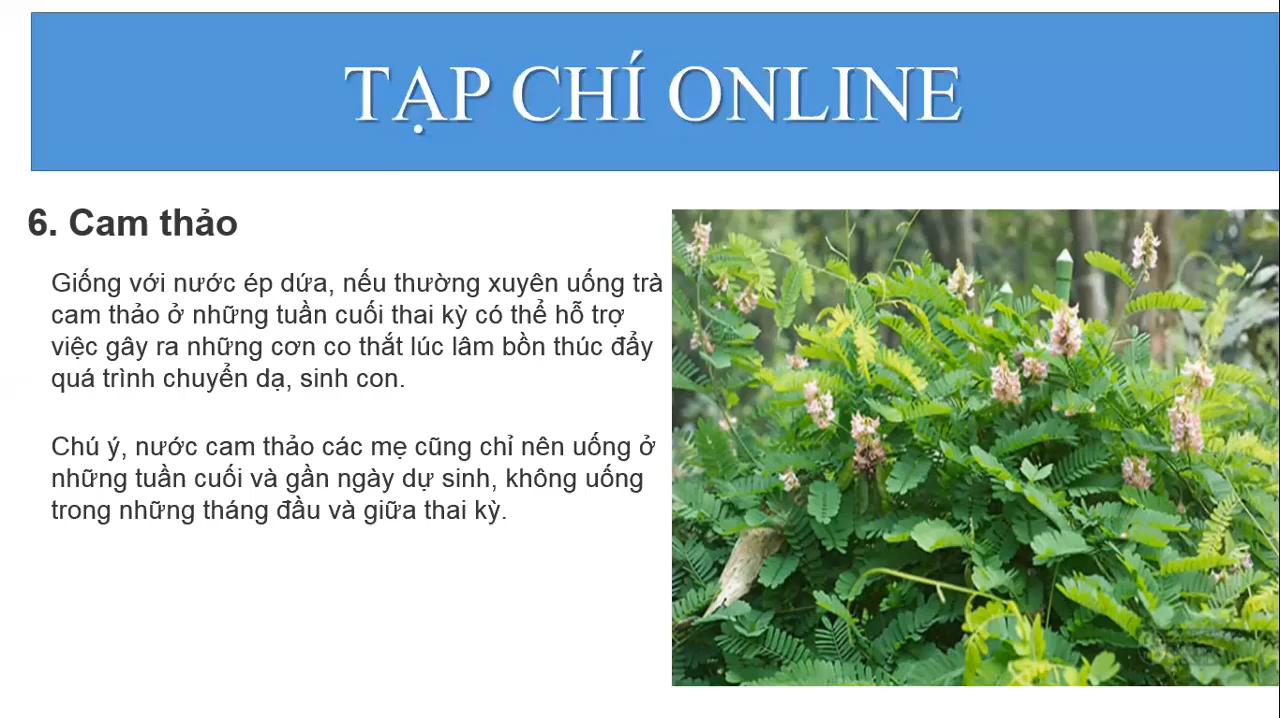 TẠP CHÍ ONLINE
6. Cam thảo
Giống với nước ép dứa, nếu thường xuyên uống trà
cam thảo ở những tuần cuối thai kỳ có thể hỗ trợ
việc gây ra những cơn co thắt lúc lâm bồn thúc đẩy
quá trình chuyển dạ, sinh con.
Chú ý, nước cam thảo các mẹ cũng chỉ nên uống ở
những tuần cuối và gần ngày dự sinh, không uống
trong những tháng đầu và giữa thai kỳ.